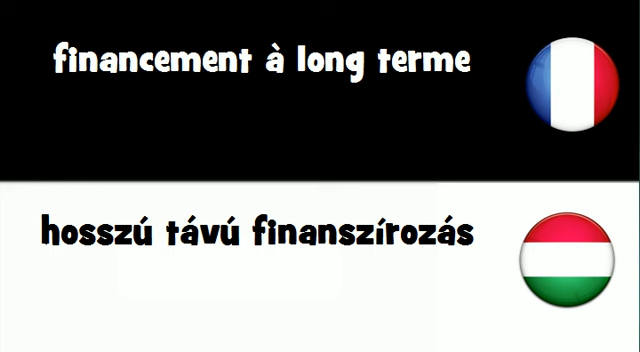 financement à long terme
hosszú távú finanszírozás